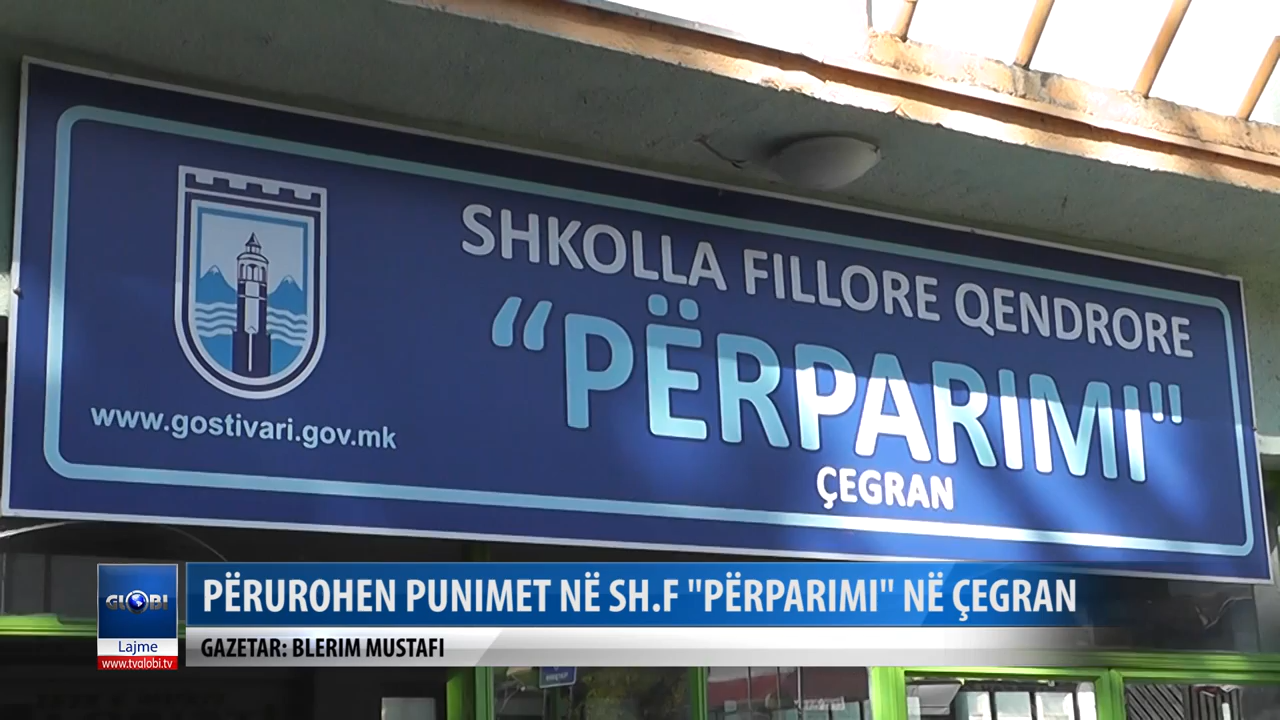 SHKOLLA FILLORE QENDRORE
“PËRPARIMI"
ÇEGRAN
www.gostivari.gov.mk
PËRUROHEN PUNIMET NË SH.F "PËRPARIMI" NË ÇEGRAN
GAZETAR: BLERIM MUSTAFI
GLOBI
Lajme
www.tvalobi.tv